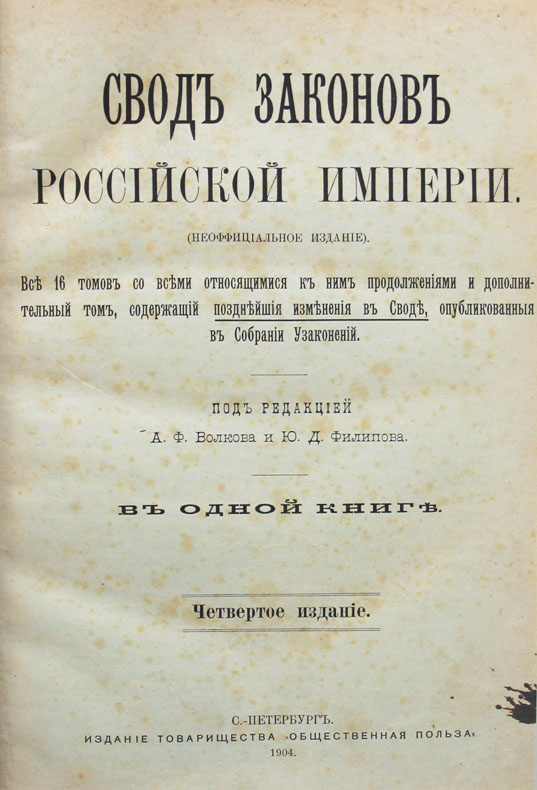 СВОДЪ ЗАКОНОВЪ
РОССІЙСКОЙ ИМПЕРІИ.
(НЕОФФИЦІАЛЬНОЕ ИЗДАНІЕ).
Всѣ 16 томовъ со всѣми относящимися къ нимъ продолженіями и дополни-
тельный томъ, содержащій позднѣйшія измѣненія въ Сводѣ, опубликованныя
въ Собраніи Узаконеній.
ПОДЪ РЕДАКЦІЕЙ
А. Ф. Волкова и Ю. Д. Филипова.
ВЪ ОДНОЙ КНИГѢ.
Четвертое изданіе.
С.-ПЕТЕРБУРГЪ.
ИЗДАНІЕ ТОВАРИЩЕСТВА «ОБЩЕСТВЕННАЯ ПОЛЬЗА».
1904.